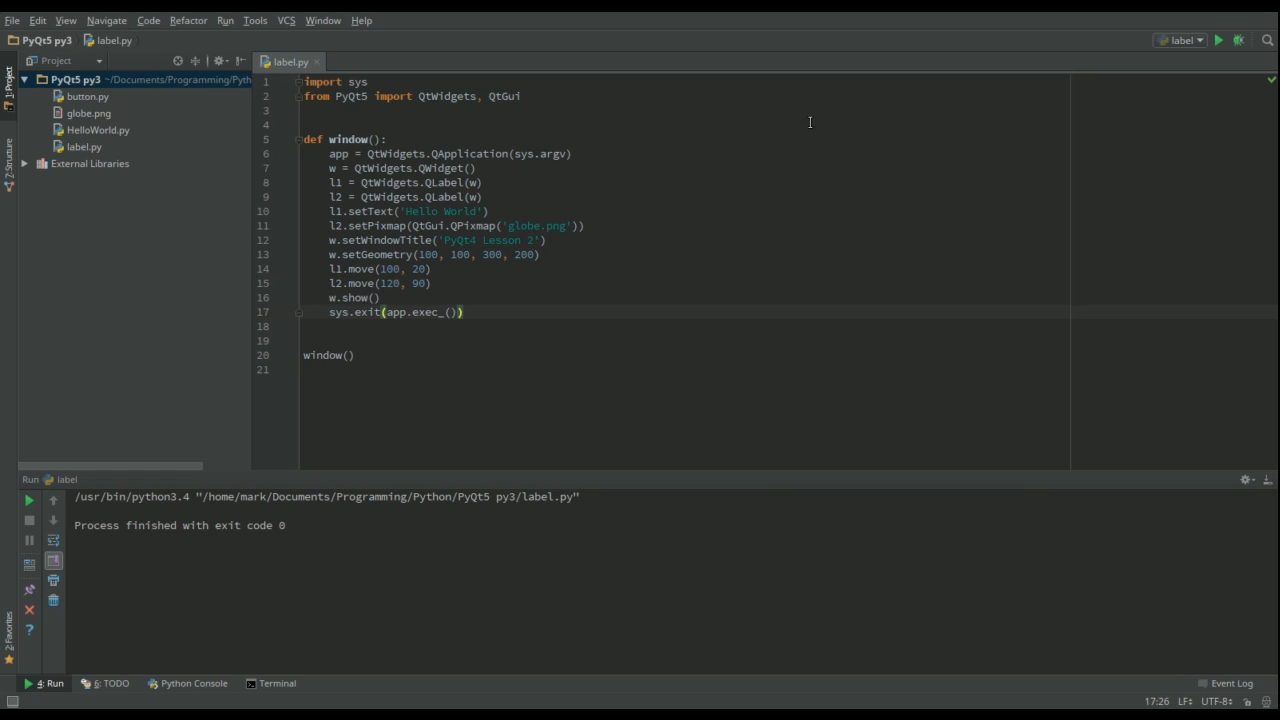 File Edit View Navigate Code Refactor Run Tools VCS Window Help
PyQt5 py3 label.py label
Project label.py
1: Project
2: Structure
2: Favorites
PyQt5 py3 ~/Documents/Programming/Pyth
button.py
globe.png
HelloWorld.py
label.py
External Libraries
1 import sys
2 from PyQt5 import QtWidgets, QtGui
3
4
5 def window():
6 app = QtWidgets.QApplication(sys.argv)
7 w = QtWidgets.QWidget()
8 l1 = QtWidgets.QLabel(w)
9 l2 = QtWidgets.QLabel(w)
10 l1.setText('Hello World')
11 l2.setPixmap(QtGui.QPixmap('globe.png'))
12 w.setWindowTitle('PyQt4 Lesson 2')
13 w.setGeometry(100, 100, 300, 200)
14 l1.move(100, 20)
15 l2.move(120, 90)
16 w.show()
17 sys.exit(app.exec_())
18
19
20 window()
21
Run label
/usr/bin/python3.4 "/home/mark/Documents/Programming/Python/PyQt5 py3/label.py"
Process finished with exit code 0
4: Run 6: TODO Python Console Terminal Event Log
17:26 LF UTF-8